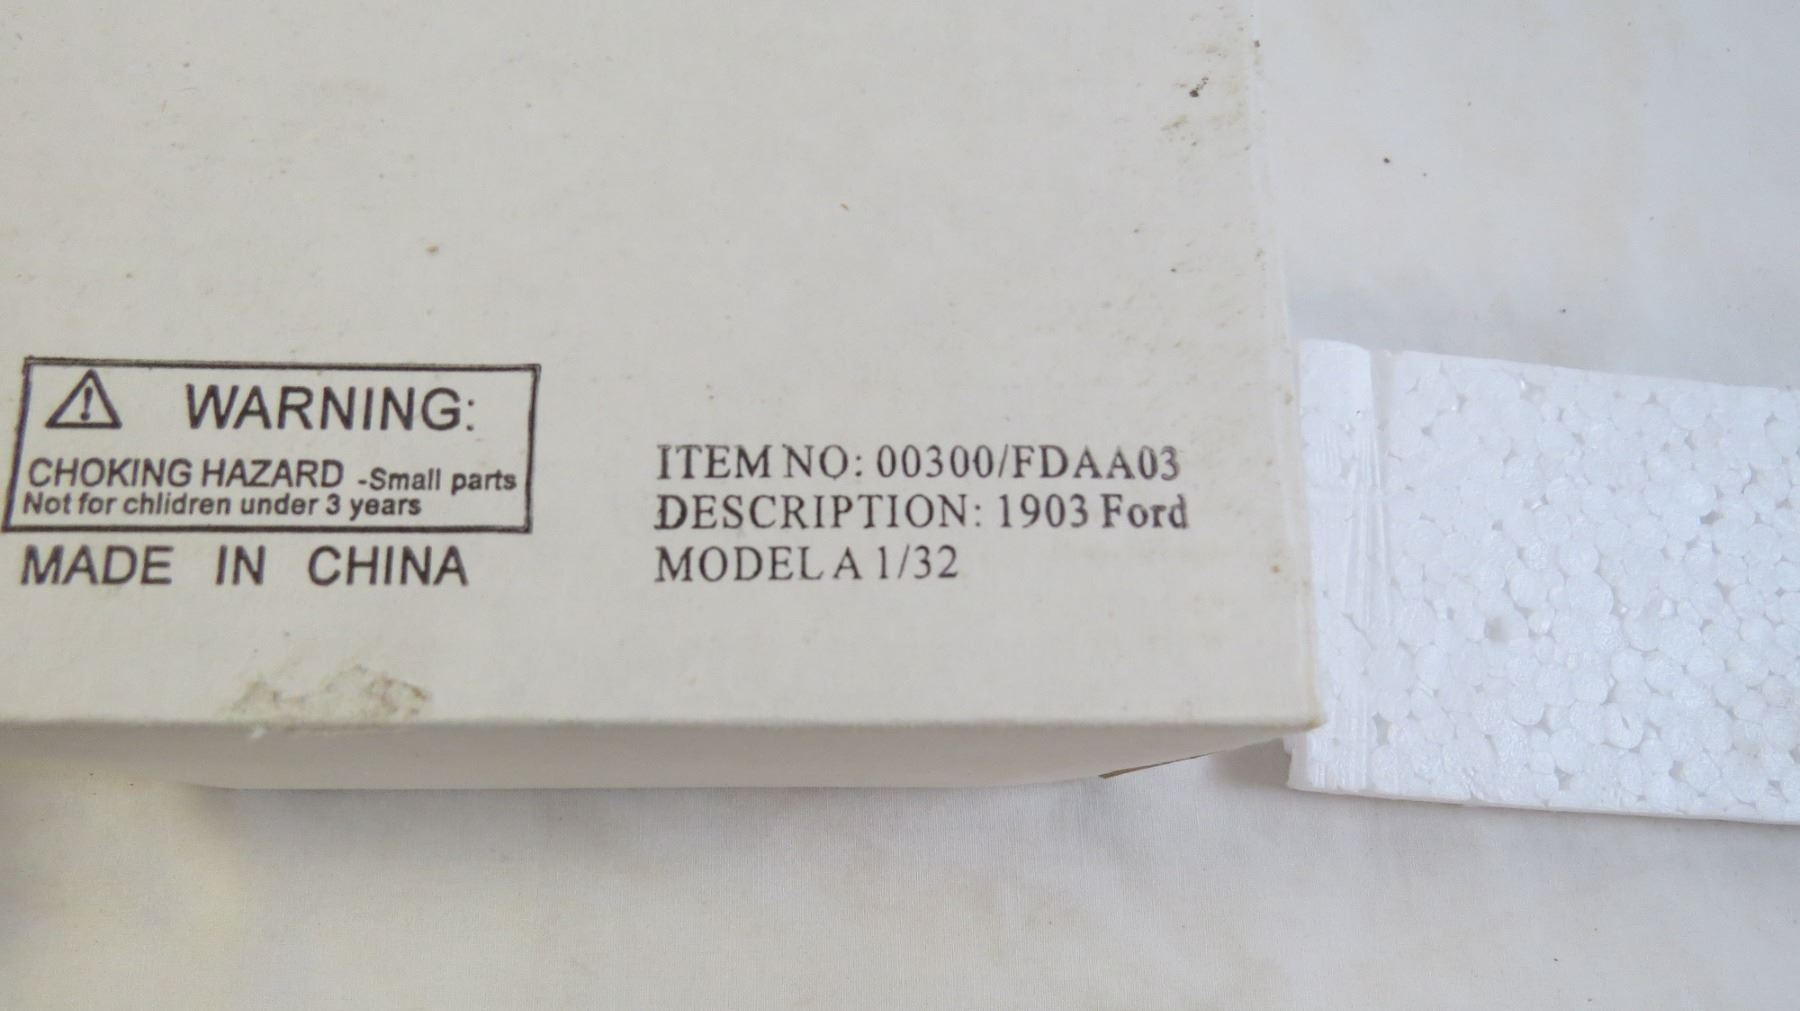 WARNING:
CHOKING HAZARD -Small parts
Not for chlidren under 3 years
MADE IN CHINA
ITEM NO: 00300/FDAA03
DESCRIPTION: 1903 Ford
MODEL A 1/32